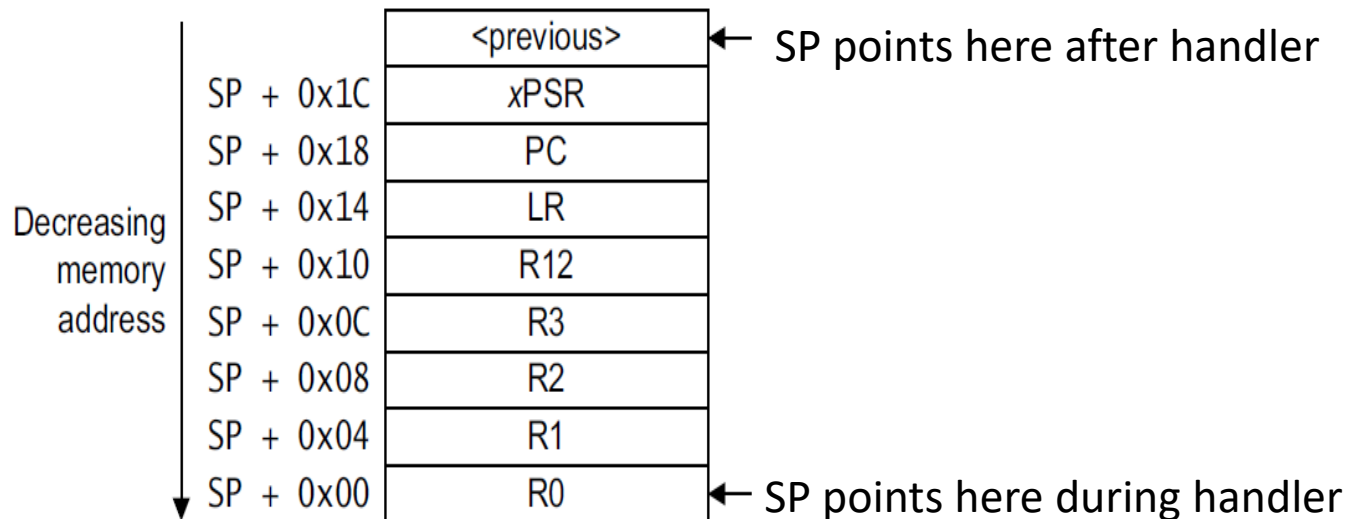 <previous>
SP points here after handler
SP + 0x1C
xPSR
SP + 0x18
PC
SP + 0x14
LR
Decreasing
memory
address
SP + 0x10
R12
SP + 0x0C
R3
SP + 0x08
R2
SP + 0x04
R1
SP + 0x00
R0
SP points here during handler